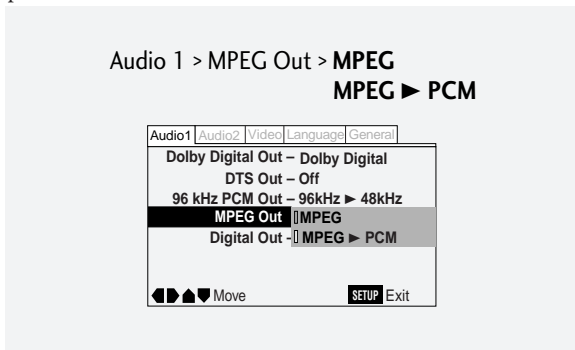 Audio 1 > MPEG Out > MPEG
MPEG ► PCM
Audio1 Audio2 Video Language General
Dolby Digital Out – Dolby Digital
DTS Out – Off
96 kHz PCM Out – 96kHz ► 48kHz
MPEG Out MPEG
Digital Out - MPEG ► PCM
Move SETUP Exit